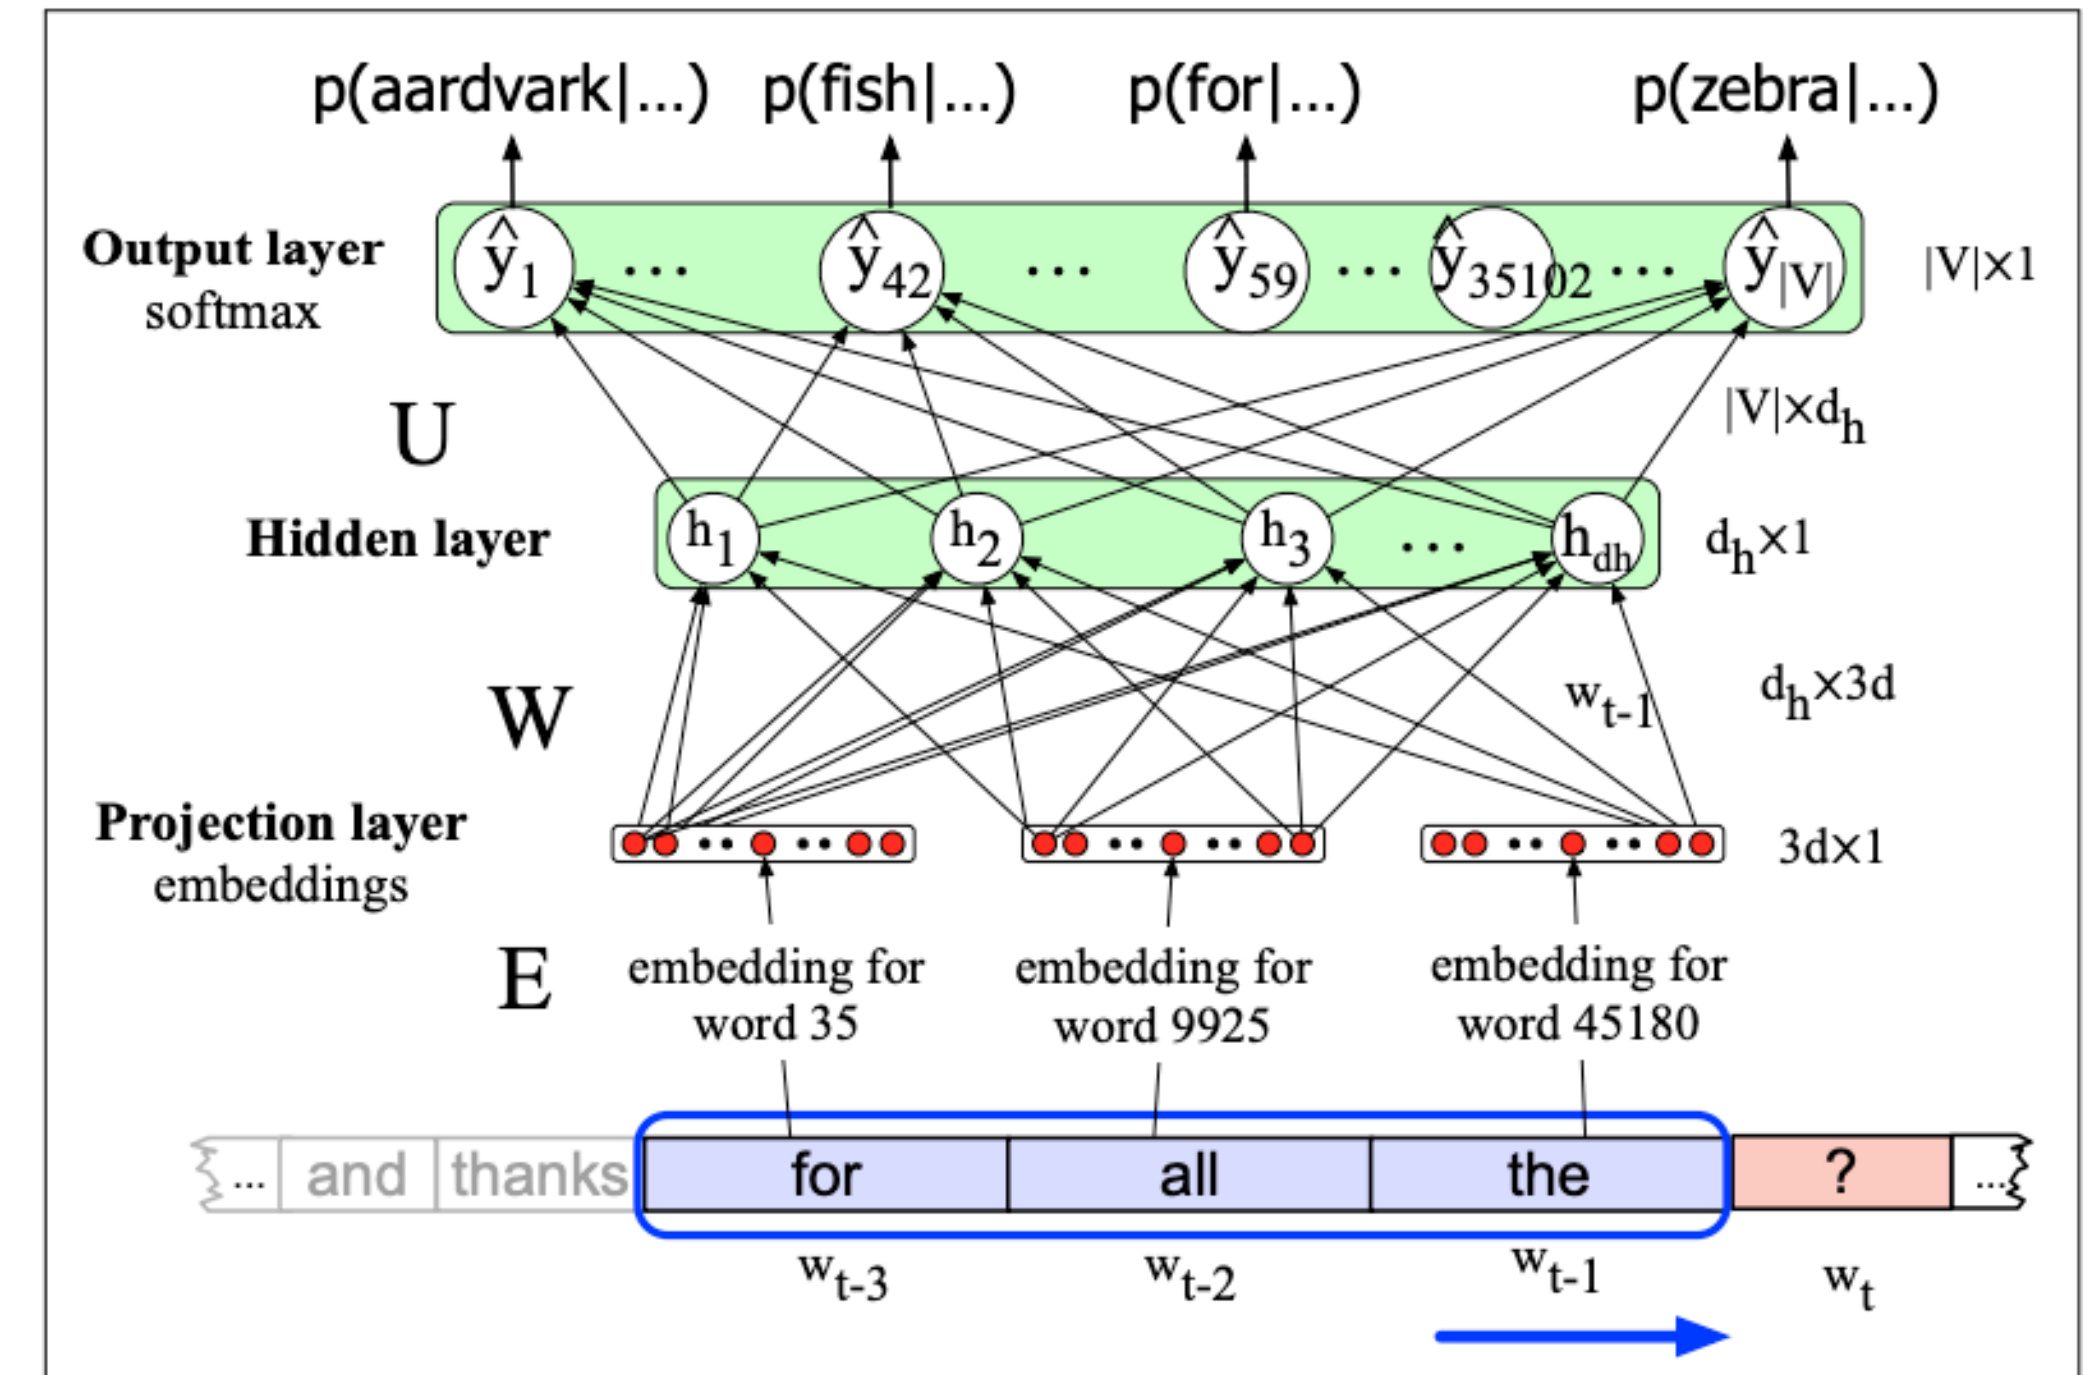 p(aardvark|...) p(fish|...) p(for|...) p(zebra|...)
Output layer
softmax
ŷ1 ... ŷ42 ... ŷ59 ... ŷ35102 ... ŷ|V|
|V|×1
U
|V|×dh
Hidden layer
h1 h2 h3 ... hdh
dh×1
W
wt-1
dh×3d
Projection layer
embeddings
3d×1
E
embedding for
word 35
embedding for
word 9925
embedding for
word 45180
... and thanks for all the ? ...
wt-3 wt-2 wt-1 wt